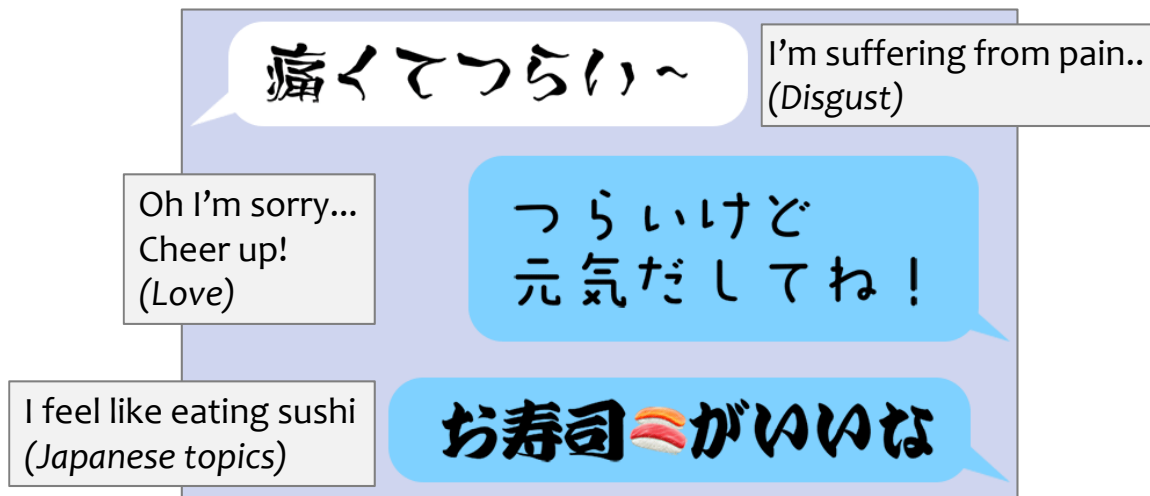 痛くてつらい~
I'm suffering from pain..
(Disgust)
Oh I'm sorry...
Cheer up!
(Love)
つらいけど
元気だしてね！
I feel like eating sushi
(Japanese topics)
お寿司🍣がいいな